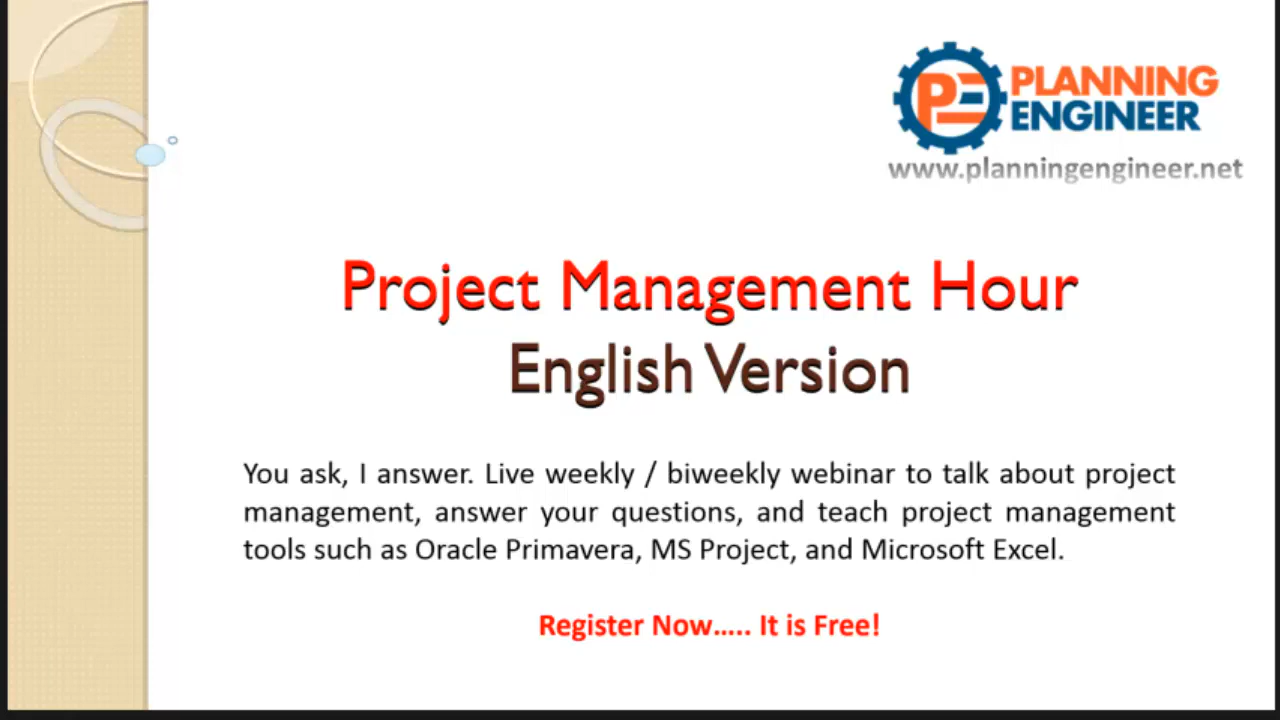 PE PLANNING
ENGINEER
www.planningengineer.net
Project Management Hour
English Version
You ask, I answer. Live weekly / biweekly webinar to talk about project
management, answer your questions, and teach project management
tools such as Oracle Primavera, MS Project, and Microsoft Excel.
Register Now….. It is Free!